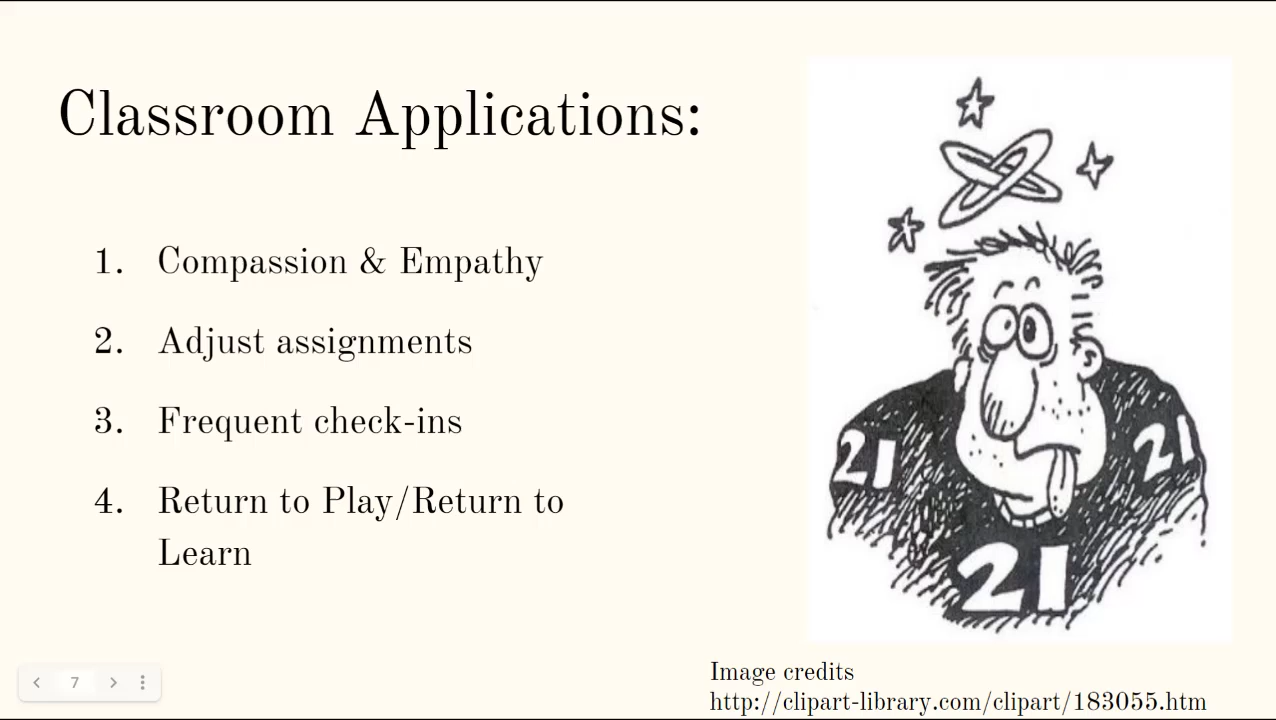 Classroom Applications:
1. Compassion & Empathy
2. Adjust assignments
3. Frequent check-ins
4. Return to Play/Return to
Learn
21
21
21
Image credits
http://clipart-library.com/clipart/183055.htm
7